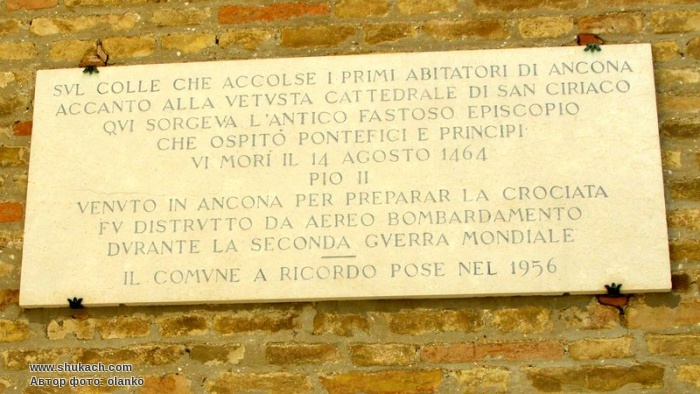 SVL COLLE CHE ACCOLSE I PRIMI ABITATORI DI ANCONA
ACCANTO ALLA VETVSTA CATTEDRALE DI SAN CIRIACO
QVI SORGEVA L'ANTICO FASTOSO EPISCOPIO
CHE OSPITÒ PONTEFICI E PRINCIPI
VI MORÍ IL 14 AGOSTO 1464
PIO II
VENVTO IN ANCONA PER PREPARAR LA CROCIATA
FV DISTRVTTO DA AEREO BOMBARDAMENTO
DVRANTE LA SECONDA GVERRA MONDIALE
IL COMVNE A RICORDO POSE NEL 1956
www.shukach.com
Автор фото: olanko